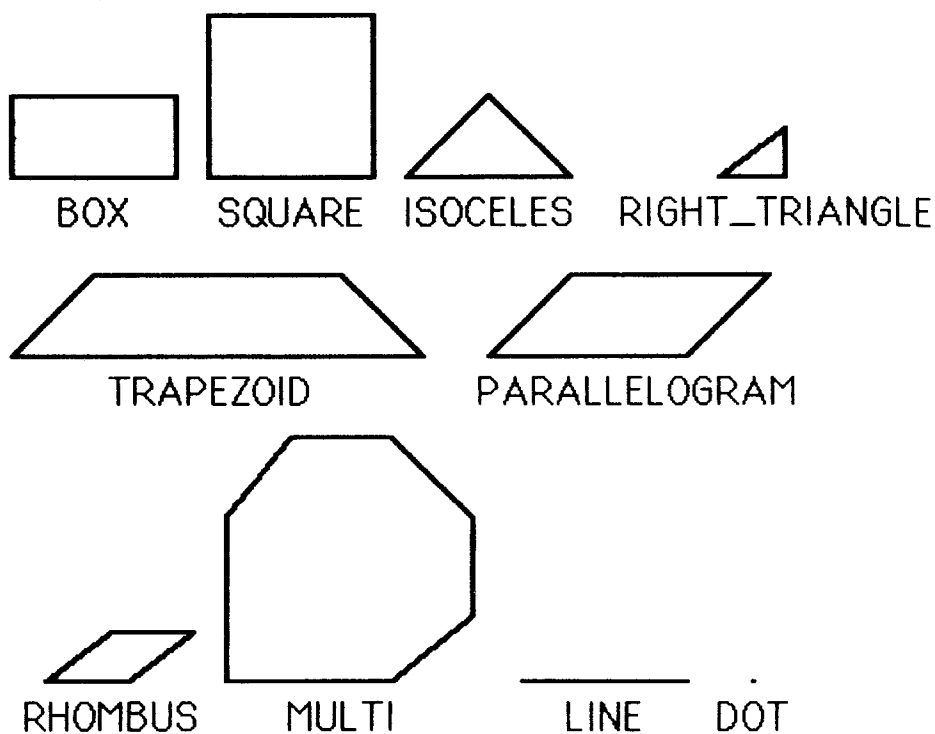 BOX SQUARE ISOCELES RIGHT_TRIANGLE
TRAPEZOID PARALLELOGRAM
RHOMBUS MULTI LINE DOT